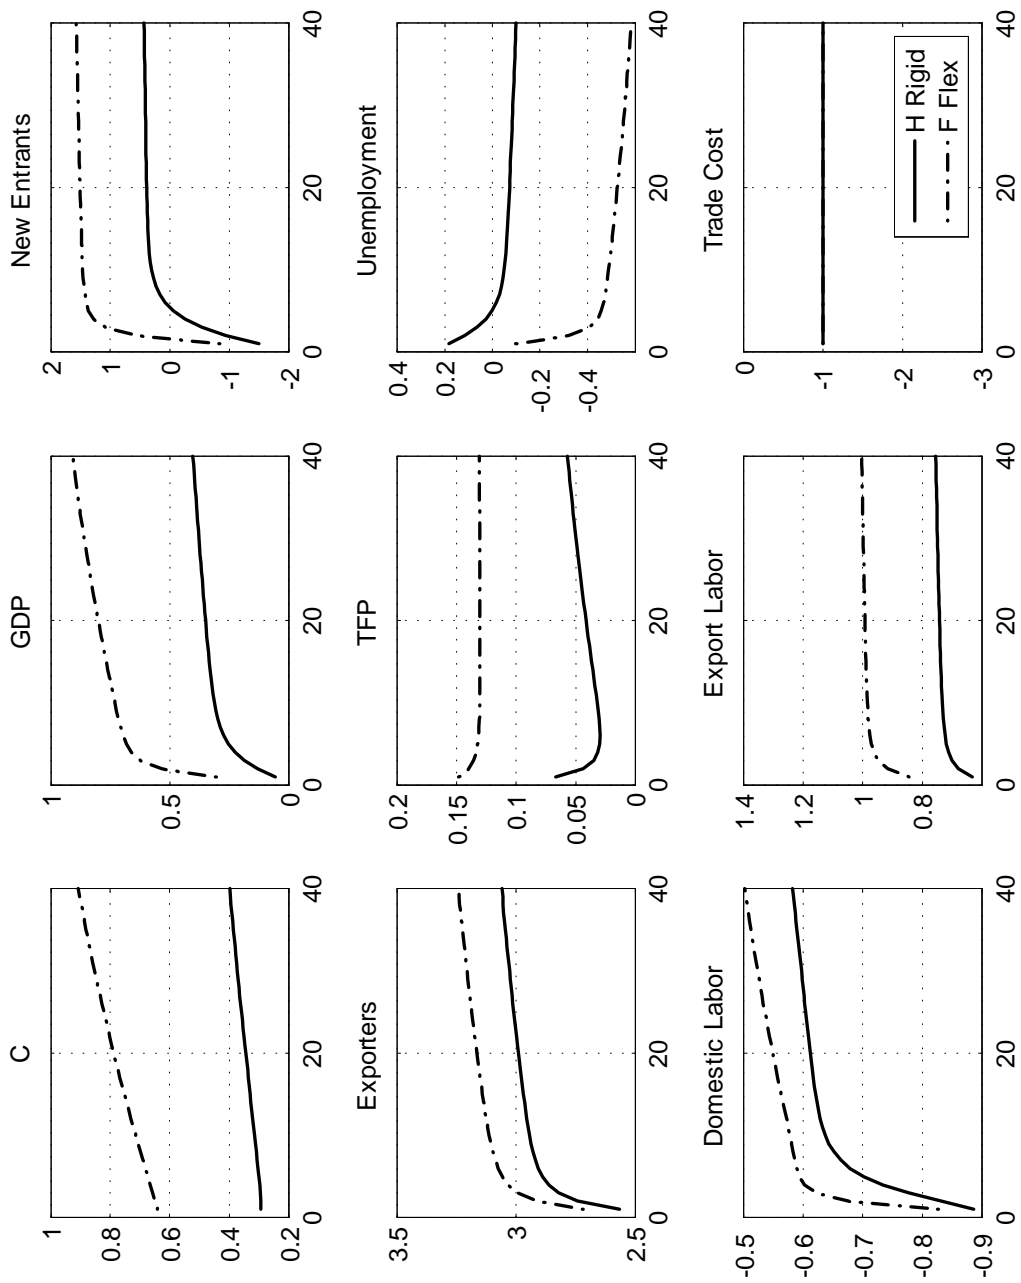 C
1
0.8
0.6
0.4
0.2
0 20 40
GDP
1
0.5
0
0 20 40
New Entrants
2
1
0
-1
-2
0 20 40
Exporters
3.5
3
2.5
0 20 40
TFP
0.2
0.15
0.1
0.05
0
0 20 40
Unemployment
0.4
0.2
0
-0.2
-0.4
0 20 40
Domestic Labor
-0.5
-0.6
-0.7
-0.8
-0.9
0 20 40
Export Labor
1.4
1.2
1
0.8
0 20 40
Trade Cost
0
-1
-2
-3
0 20 40
H Rigid
F Flex